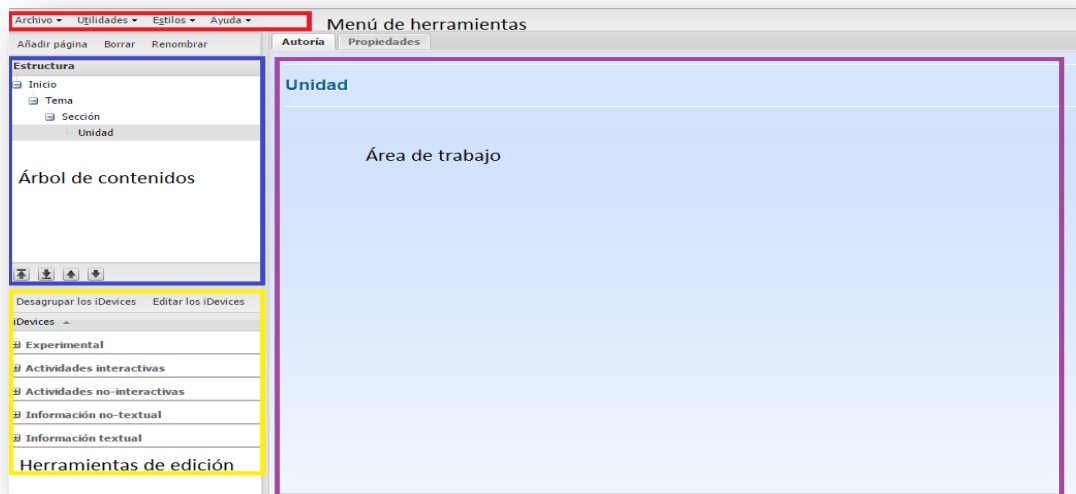 Archivo Utilidades Estilos Ayuda
Menú de herramientas
Añadir página Borrar Renombrar
Autoría Propiedades
Estructura
Inicio
Tema
Sección
Unidad
Árbol de contenidos
Unidad
Área de trabajo
Desagrupar los iDevices Editar los iDevices
iDevices
Experimental
Actividades interactivas
Actividades no-interactivas
Información no-textual
Información textual
Herramientas de edición